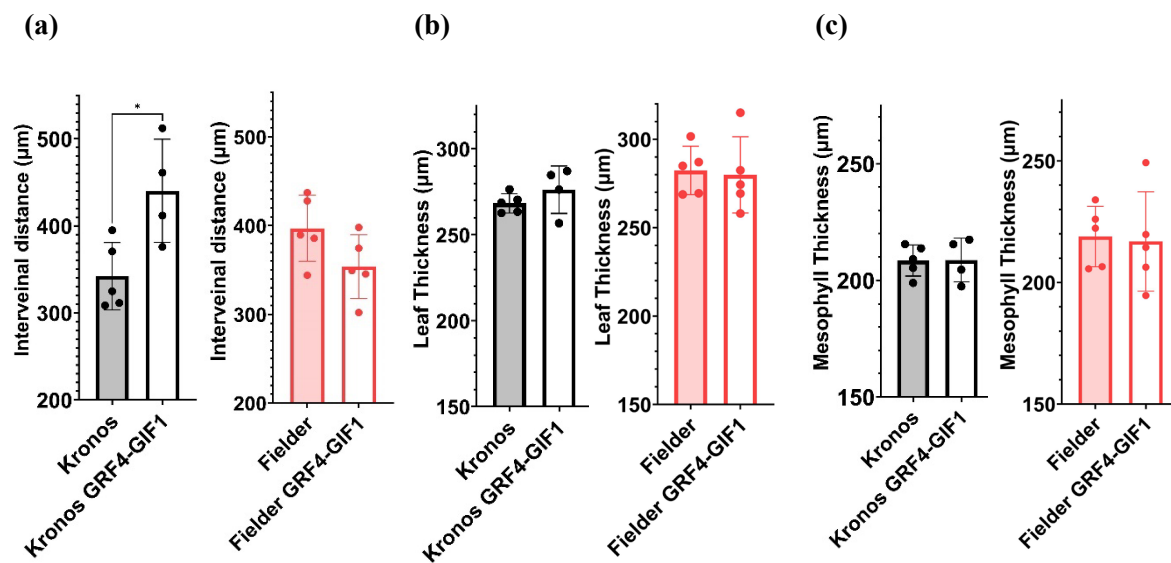 (a)
(b)
(c)
Interveinal distance (µm)
500
400
300
200
*
Kronos
Kronos GRF4-GIF1
Interveinal distance (µm)
500
400
300
200
Fielder
Fielder GRF4-GIF1
Leaf Thickness (µm)
300
250
200
150
Kronos
Kronos GRF4-GIF1
Leaf Thickness (µm)
300
250
200
150
Fielder
Fielder GRF4-GIF1
Mesophyll Thickness (µm)
250
200
150
Kronos
Kronos GRF4-GIF1
Mesophyll Thickness (µm)
250
200
150
Fielder
Fielder GRF4-GIF1